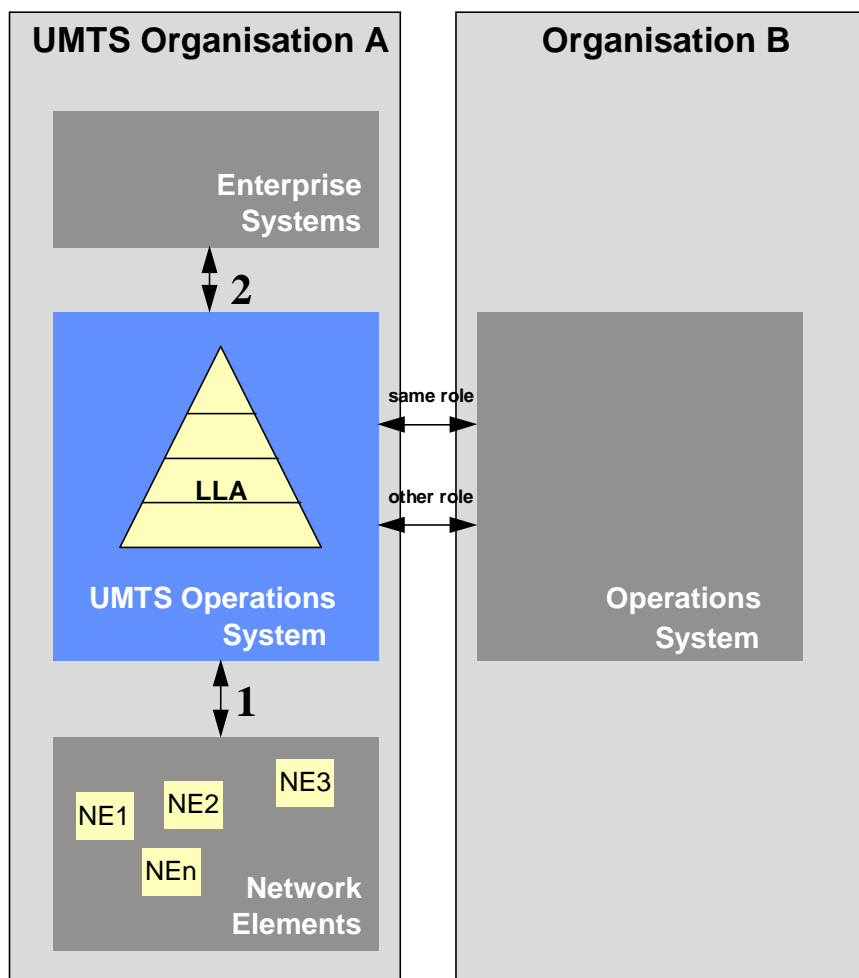 UMTS Organisation A
Organisation B
Enterprise
Systems
2
same role
LLA
other role
UMTS Operations
System
Operations
System
1
NE3
NE2
NE1
NEn
Network
Elements